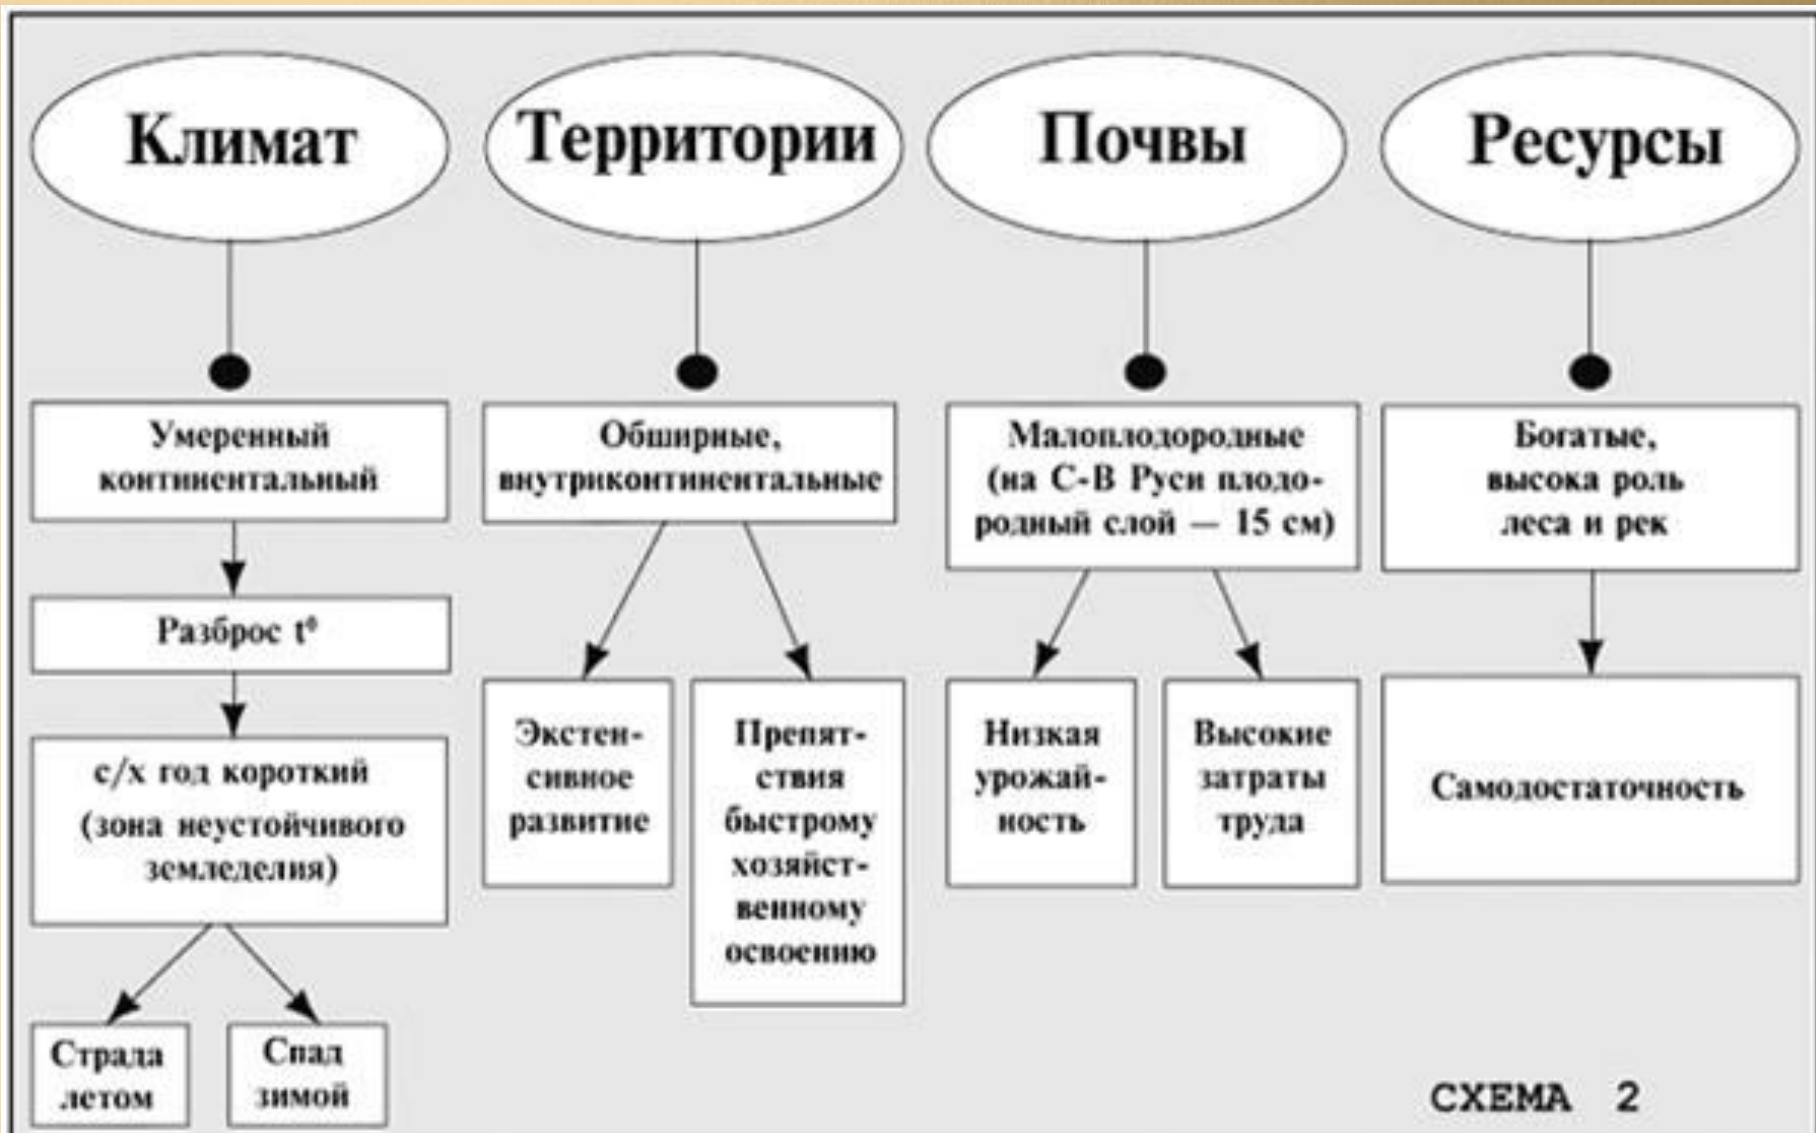 Климат
Территории
Почвы
Ресурсы
Умеренный
континентальный
Разброс t°
с/х год короткий
(зона неустойчивого
земледелия)
Страда
летом
Спад
зимой
Обширные,
внутриконтинентальные
Экстен-
сивное
развитие
Препят-
ствия
быстрому
хозяйст-
венному
освоению
Малоплодородные
(на С-В Руси плодо-
родный слой — 15 см)
Низкая
урожай-
ность
Высокие
затраты
труда
Богатые,
высока роль
леса и рек
Самодостаточность
СХЕМА 2